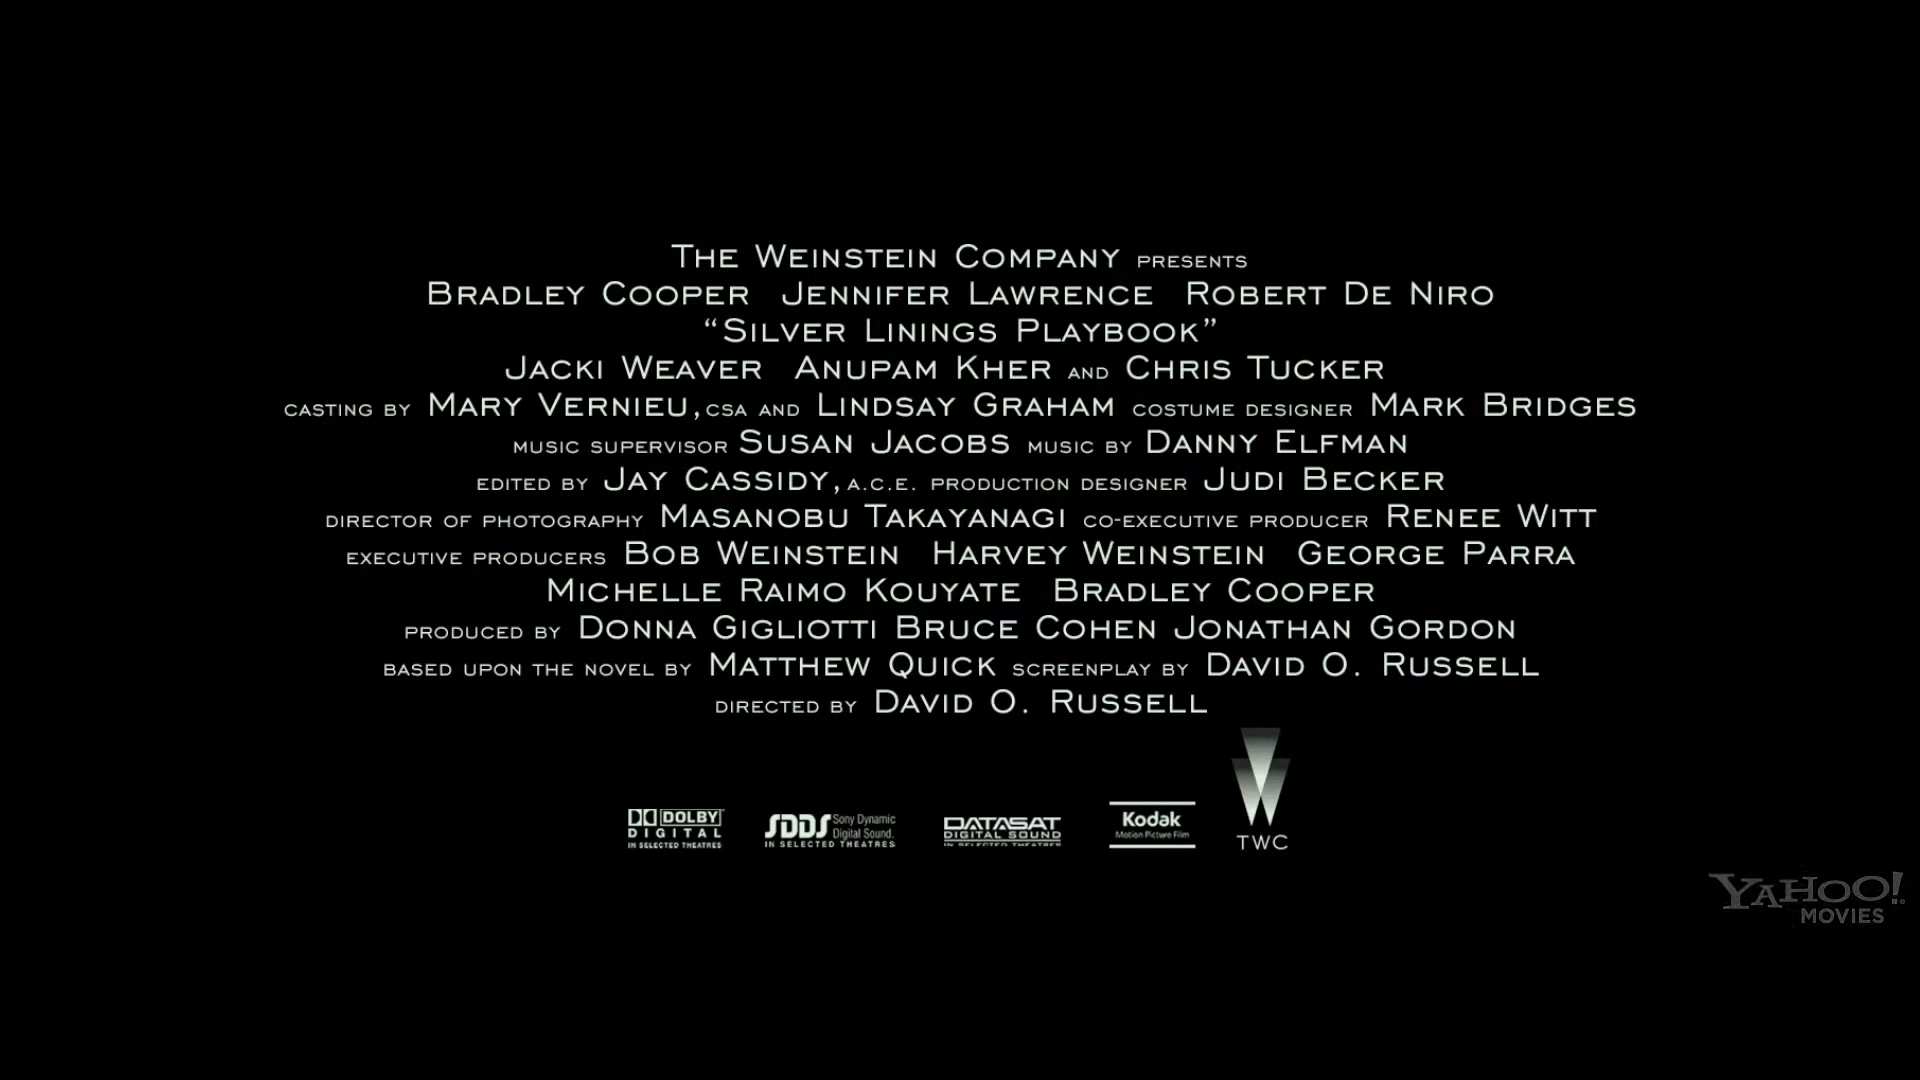 The Weinstein Company presents
Bradley Cooper Jennifer Lawrence Robert De Niro
“Silver Linings Playbook”
Jacki Weaver Anupam Kher and Chris Tucker
casting by Mary Vernieu, csa and Lindsay Graham costume designer Mark Bridges
music supervisor Susan Jacobs music by Danny Elfman
edited by Jay Cassidy, a.c.e. production designer Judi Becker
director of photography Masanobu Takayanagi co-executive producer Renee Witt
executive producers Bob Weinstein Harvey Weinstein George Parra
Michelle Raimo Kouyate Bradley Cooper
produced by Donna Gigliotti Bruce Cohen Jonathan Gordon
based upon the novel by Matthew Quick screenplay by David O. Russell
directed by David O. Russell
DOLBY
DIGITAL
IN SELECTED THEATRES
SDDS Sony Dynamic
Digital Sound.
IN SELECTED THEATRES
DATASAT
DIGITAL SOUND
IN SELECTED THEATRES
Kodak
Motion Picture Film
TWC
YAHOO!
MOVIES